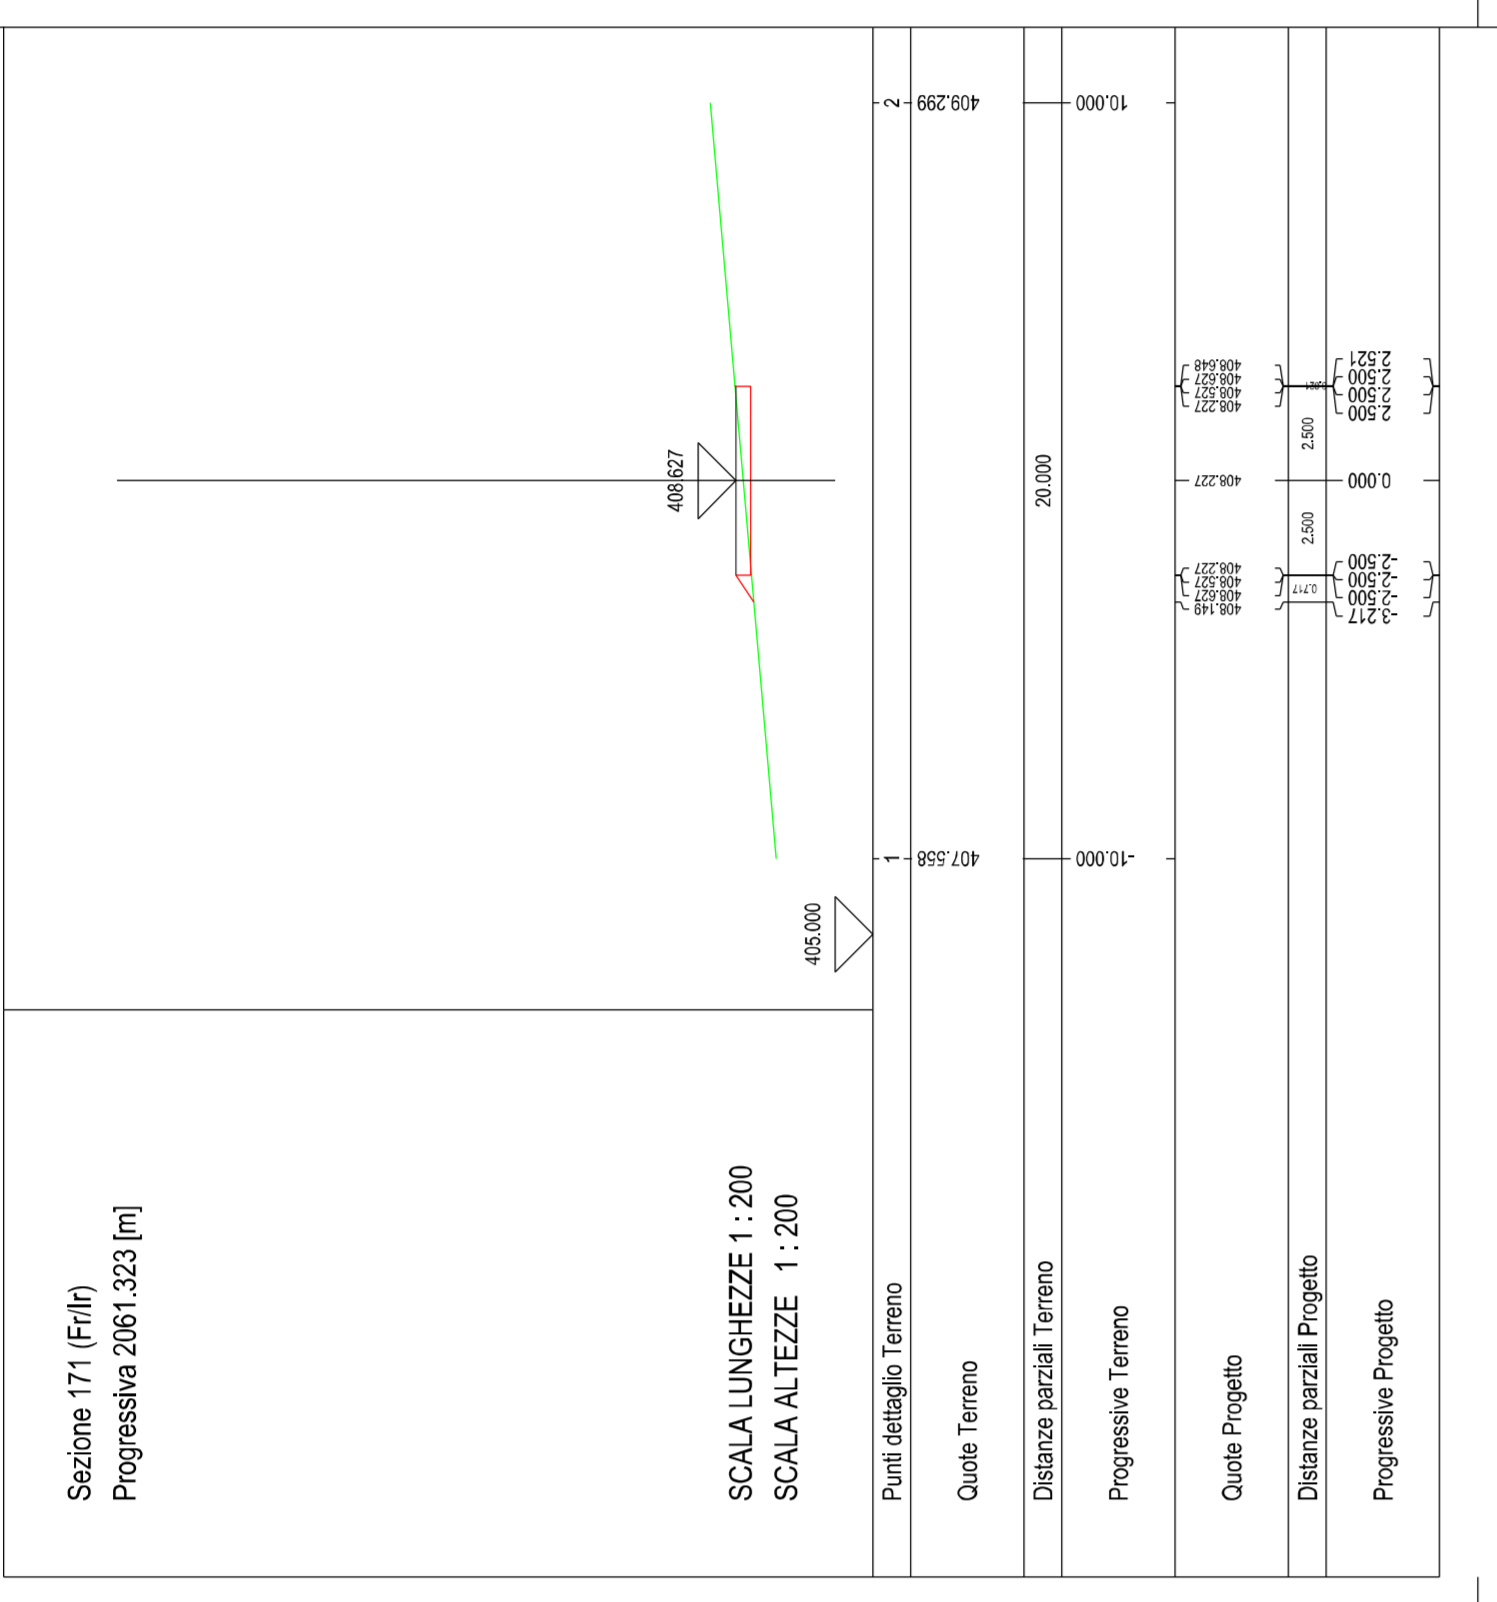 Sezione 171 (Fr/Ir)
Progressiva 2061.323 [m]
408.627
405.000
SCALA LUNGHEZZE 1 : 200
SCALA ALTEZZE 1 : 200
Punti dettaglio Terreno 1 2
Quote Terreno 407.558 409.299
Distanze parziali Terreno 20.000
Progressive Terreno -10.000 10.000
Quote Progetto 408.149 408.627 408.527 408.227 408.227 408.227 408.527 408.627 408.648
Distanze parziali Progetto 0.717 2.500 2.500
Progressive Progetto -3.217 -2.500 -2.500 -2.500 0.000 2.500 2.500 2.500 2.521